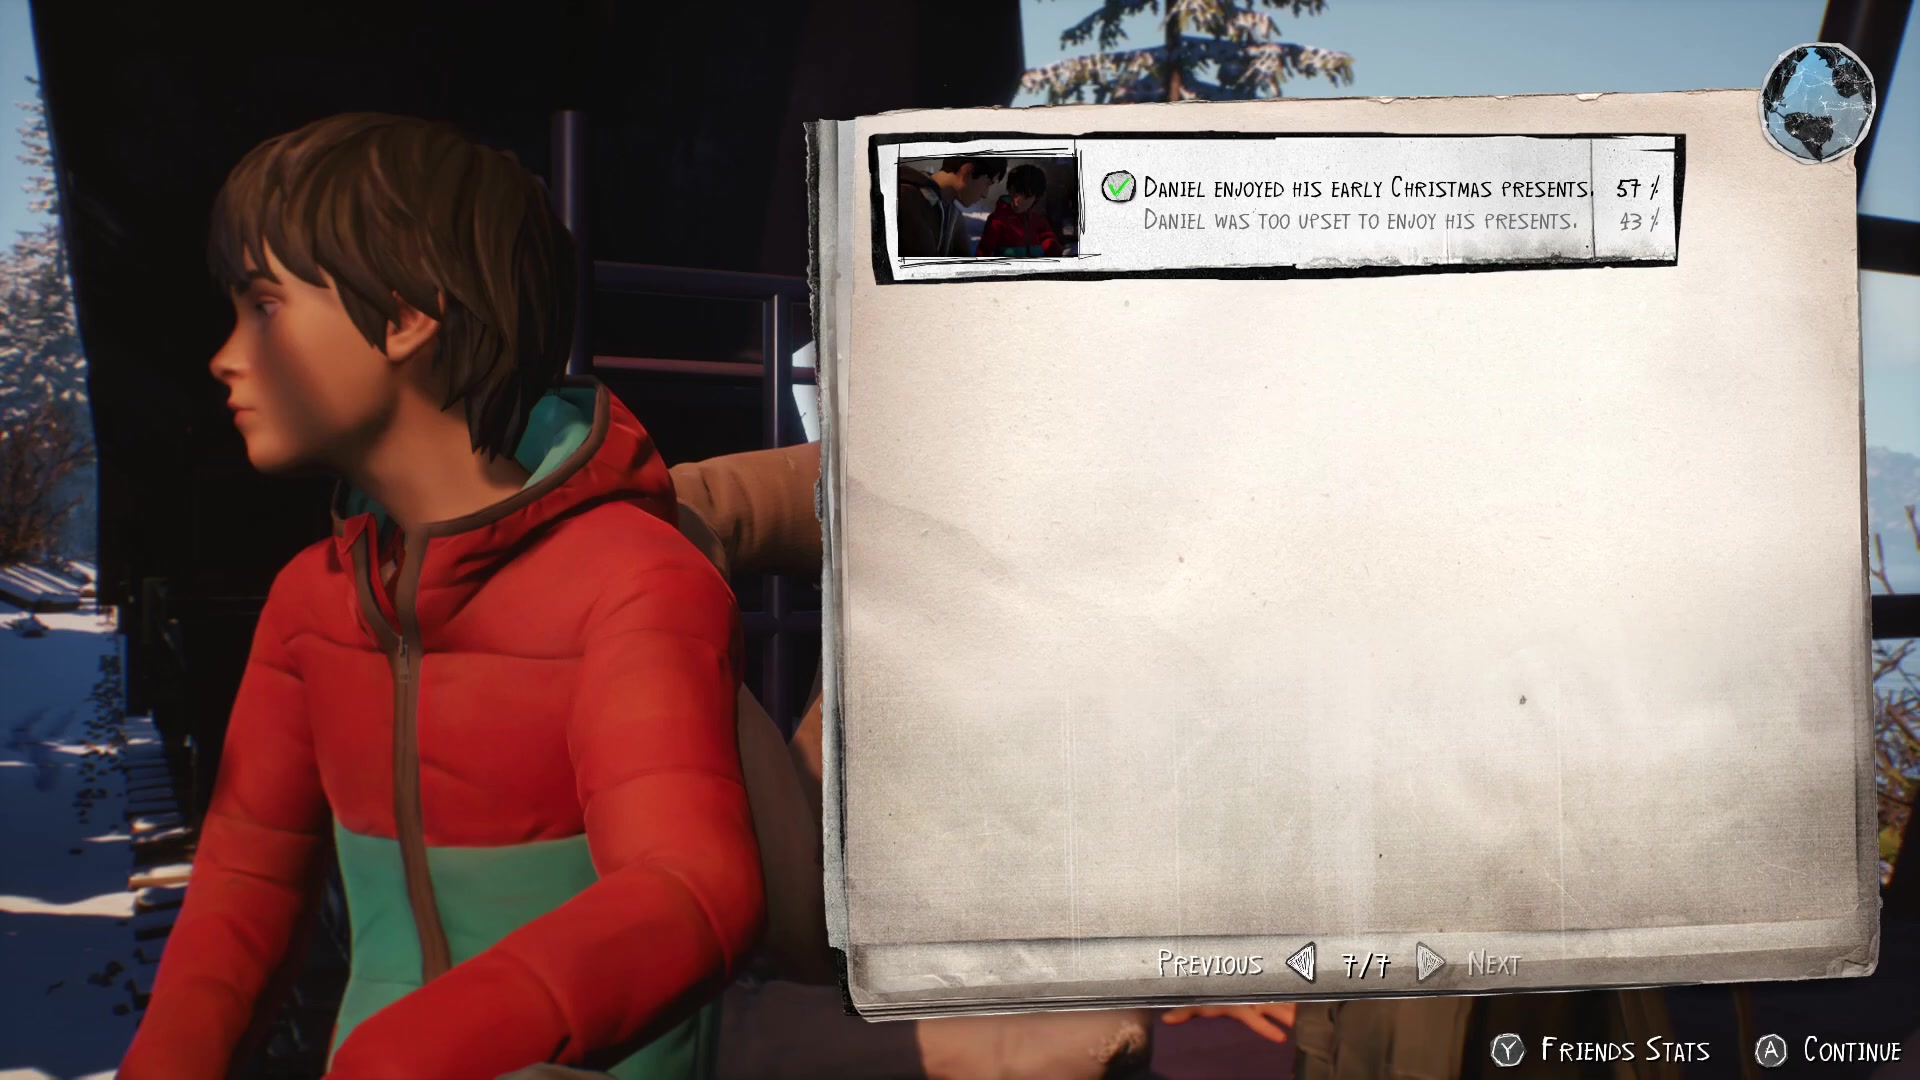 Daniel enjoyed his early Christmas presents. 57 %
Daniel was too upset to enjoy his presents. 43 %
Previous 7/7 Next
Y Friends Stats A Continue